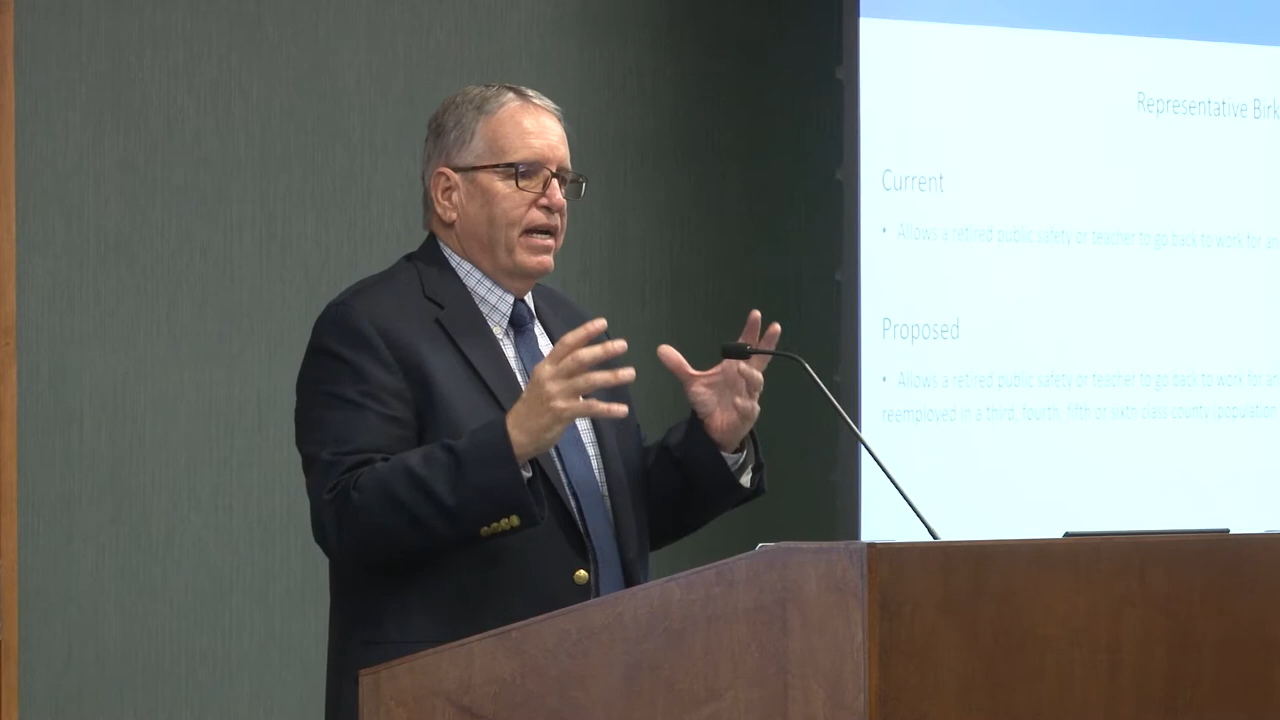 Representative Birk
Current
• Allows a retired public safety or teacher to go back to work for an
Proposed
• Allows a retired public safety or teacher to go back to work for an
reemployed in a third, fourth, fifth or sixth class county (population